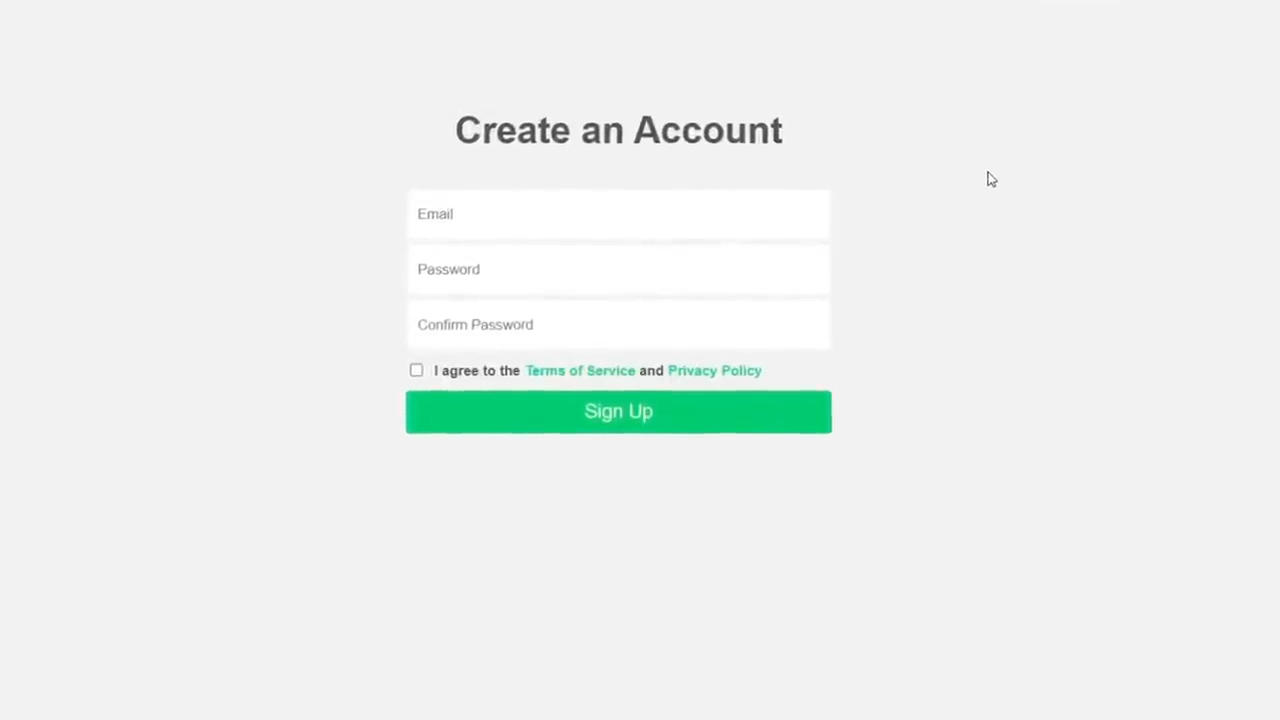 Create an Account
Email
Password
Confirm Password
I agree to the Terms of Service and Privacy Policy
Sign Up